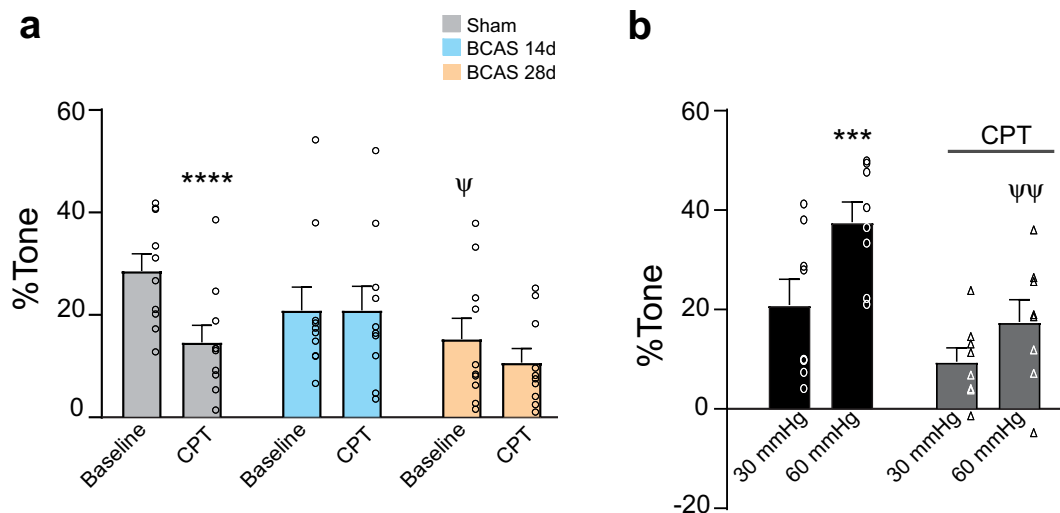 a
Sham
BCAS 14d
BCAS 28d
%Tone
60
40
20
0
****
ψ
Baseline
CPT
Baseline
CPT
Baseline
CPT
b
%Tone
60
40
20
0
-20
***
CPT
ψψ
30 mmHg
60 mmHg
30 mmHg
60 mmHg